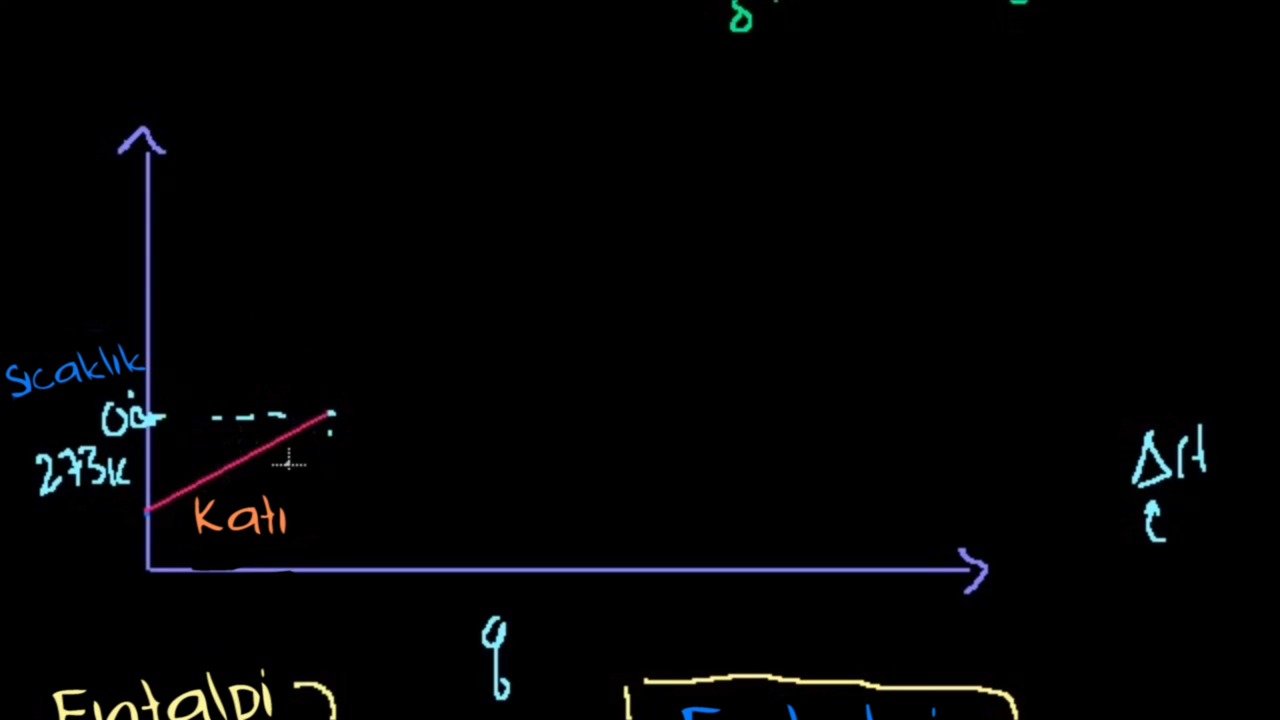 Sıcaklık
0°
273K
Katı
ΔH
q
Entalpi